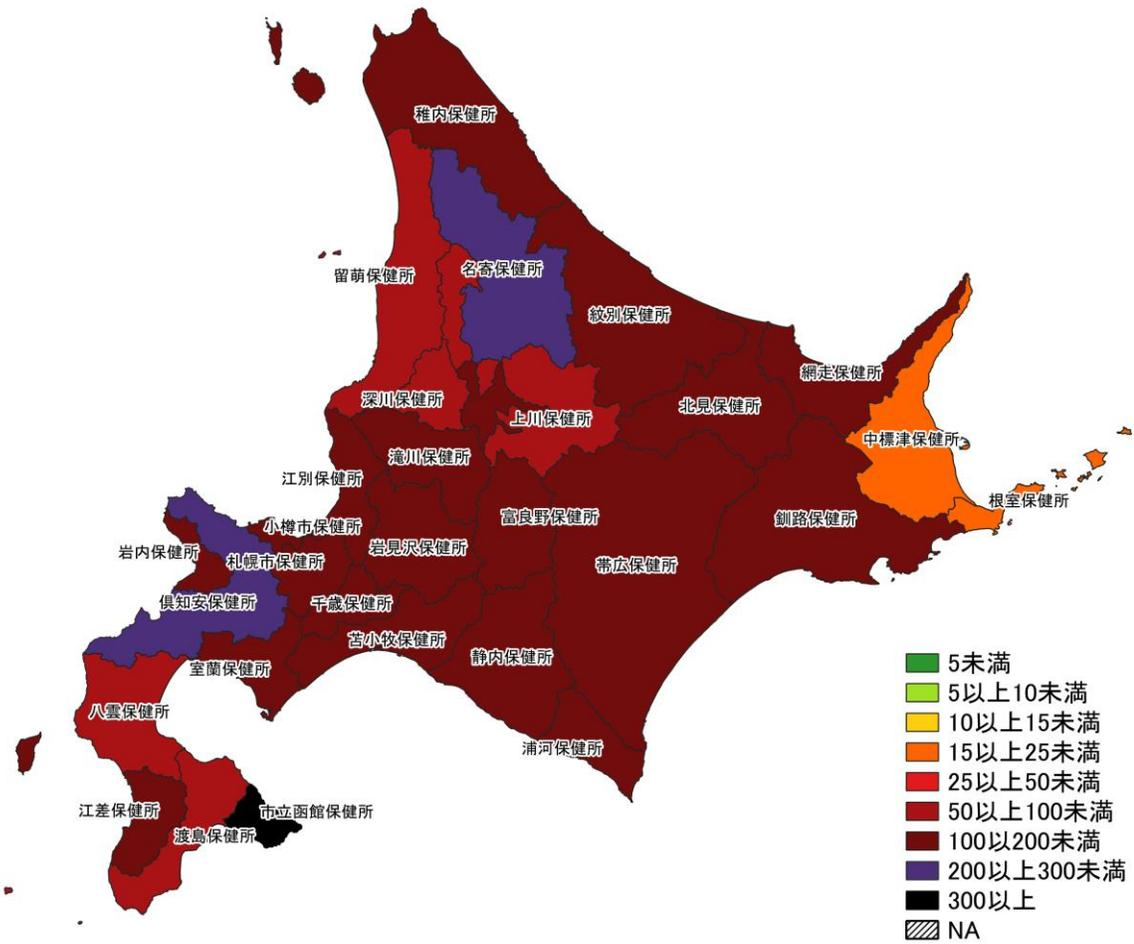 稚内保健所
留萌保健所
名寄保健所
紋別保健所
網走保健所
深川保健所
上川保健所
北見保健所
中標津保健所
滝川保健所
江別保健所
根室保健所
富良野保健所
釧路保健所
小樽市保健所
岩内保健所
札幌市保健所
岩見沢保健所
帯広保健所
倶知安保健所
千歳保健所
苫小牧保健所
室蘭保健所
静内保健所
八雲保健所
浦河保健所
江差保健所
市立函館保健所
渡島保健所
5未満
5以上10未満
10以上15未満
15以上25未満
25以上50未満
50以上100未満
100以200未満
200以上300未満
300以上
NA